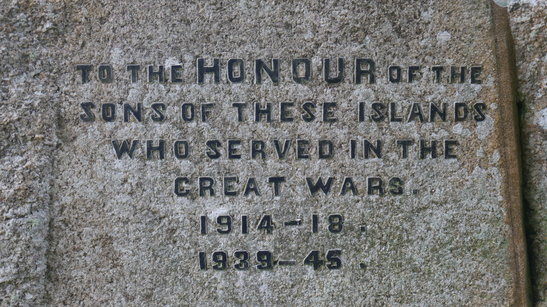 TO THE HONOUR OF THE
SONS OF THESE ISLANDS
WHO SERVED IN THE
GREAT WARS.
1914-18.
1939-45.